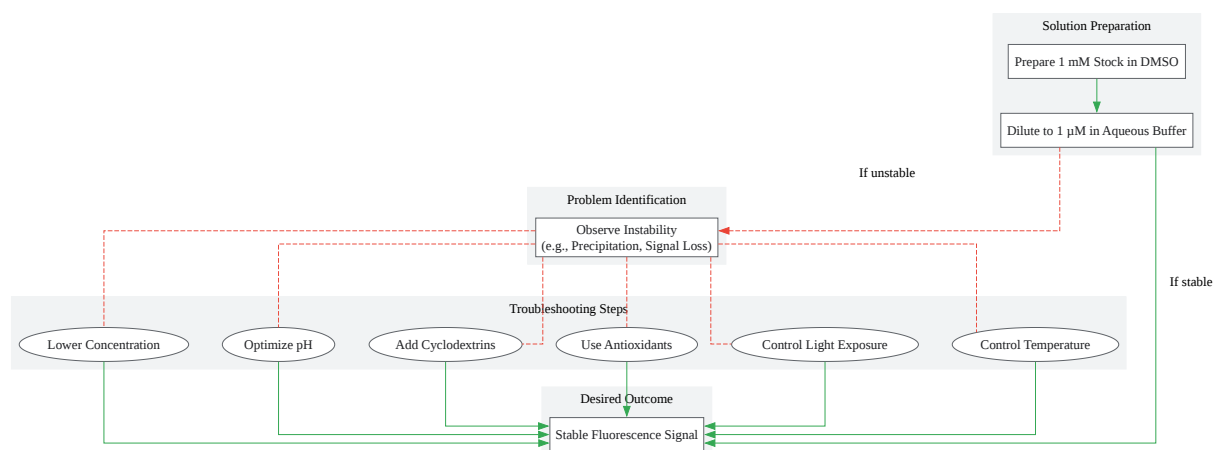 Solution Preparation
Prepare 1 mM Stock in DMSO
Dilute to 1 µM in Aqueous Buffer
If unstable
Problem Identification
Observe Instability
(e.g., Precipitation, Signal Loss)
If stable
Troubleshooting Steps
Lower Concentration
Optimize pH
Add Cyclodextrins
Use Antioxidants
Control Light Exposure
Control Temperature
Desired Outcome
Stable Fluorescence Signal